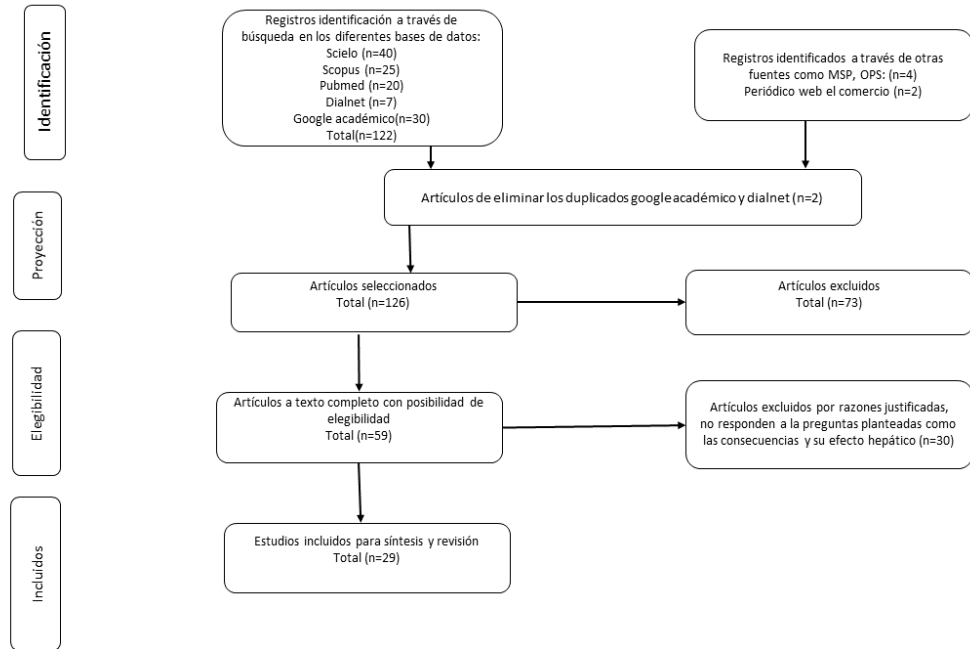 Identificación
Registros identificación a través de
búsqueda en los diferentes bases de datos:
Scielo (n=40)
Scopus (n=25)
Pubmed (n=20)
Dialnet (n=7)
Google académico(n=30)
Total(n=122)
Registros identificados a través de otras
fuentes como MSP, OPS: (n=4)
Periódico web el comercio (n=2)
Artículos de eliminar los duplicados google académico y dialnet (n=2)
Proyección
Artículos seleccionados
Total (n=126)
Artículos excluidos
Total (n=73)
Elegibilidad
Artículos a texto completo con posibilidad de
elegibilidad
Total (n=59)
Artículos excluidos por razones justificadas,
no responden a la preguntas planteadas como
las consecuencias y su efecto hepático (n=30)
Incluidos
Estudios incluidos para síntesis y revisión
Total (n=29)